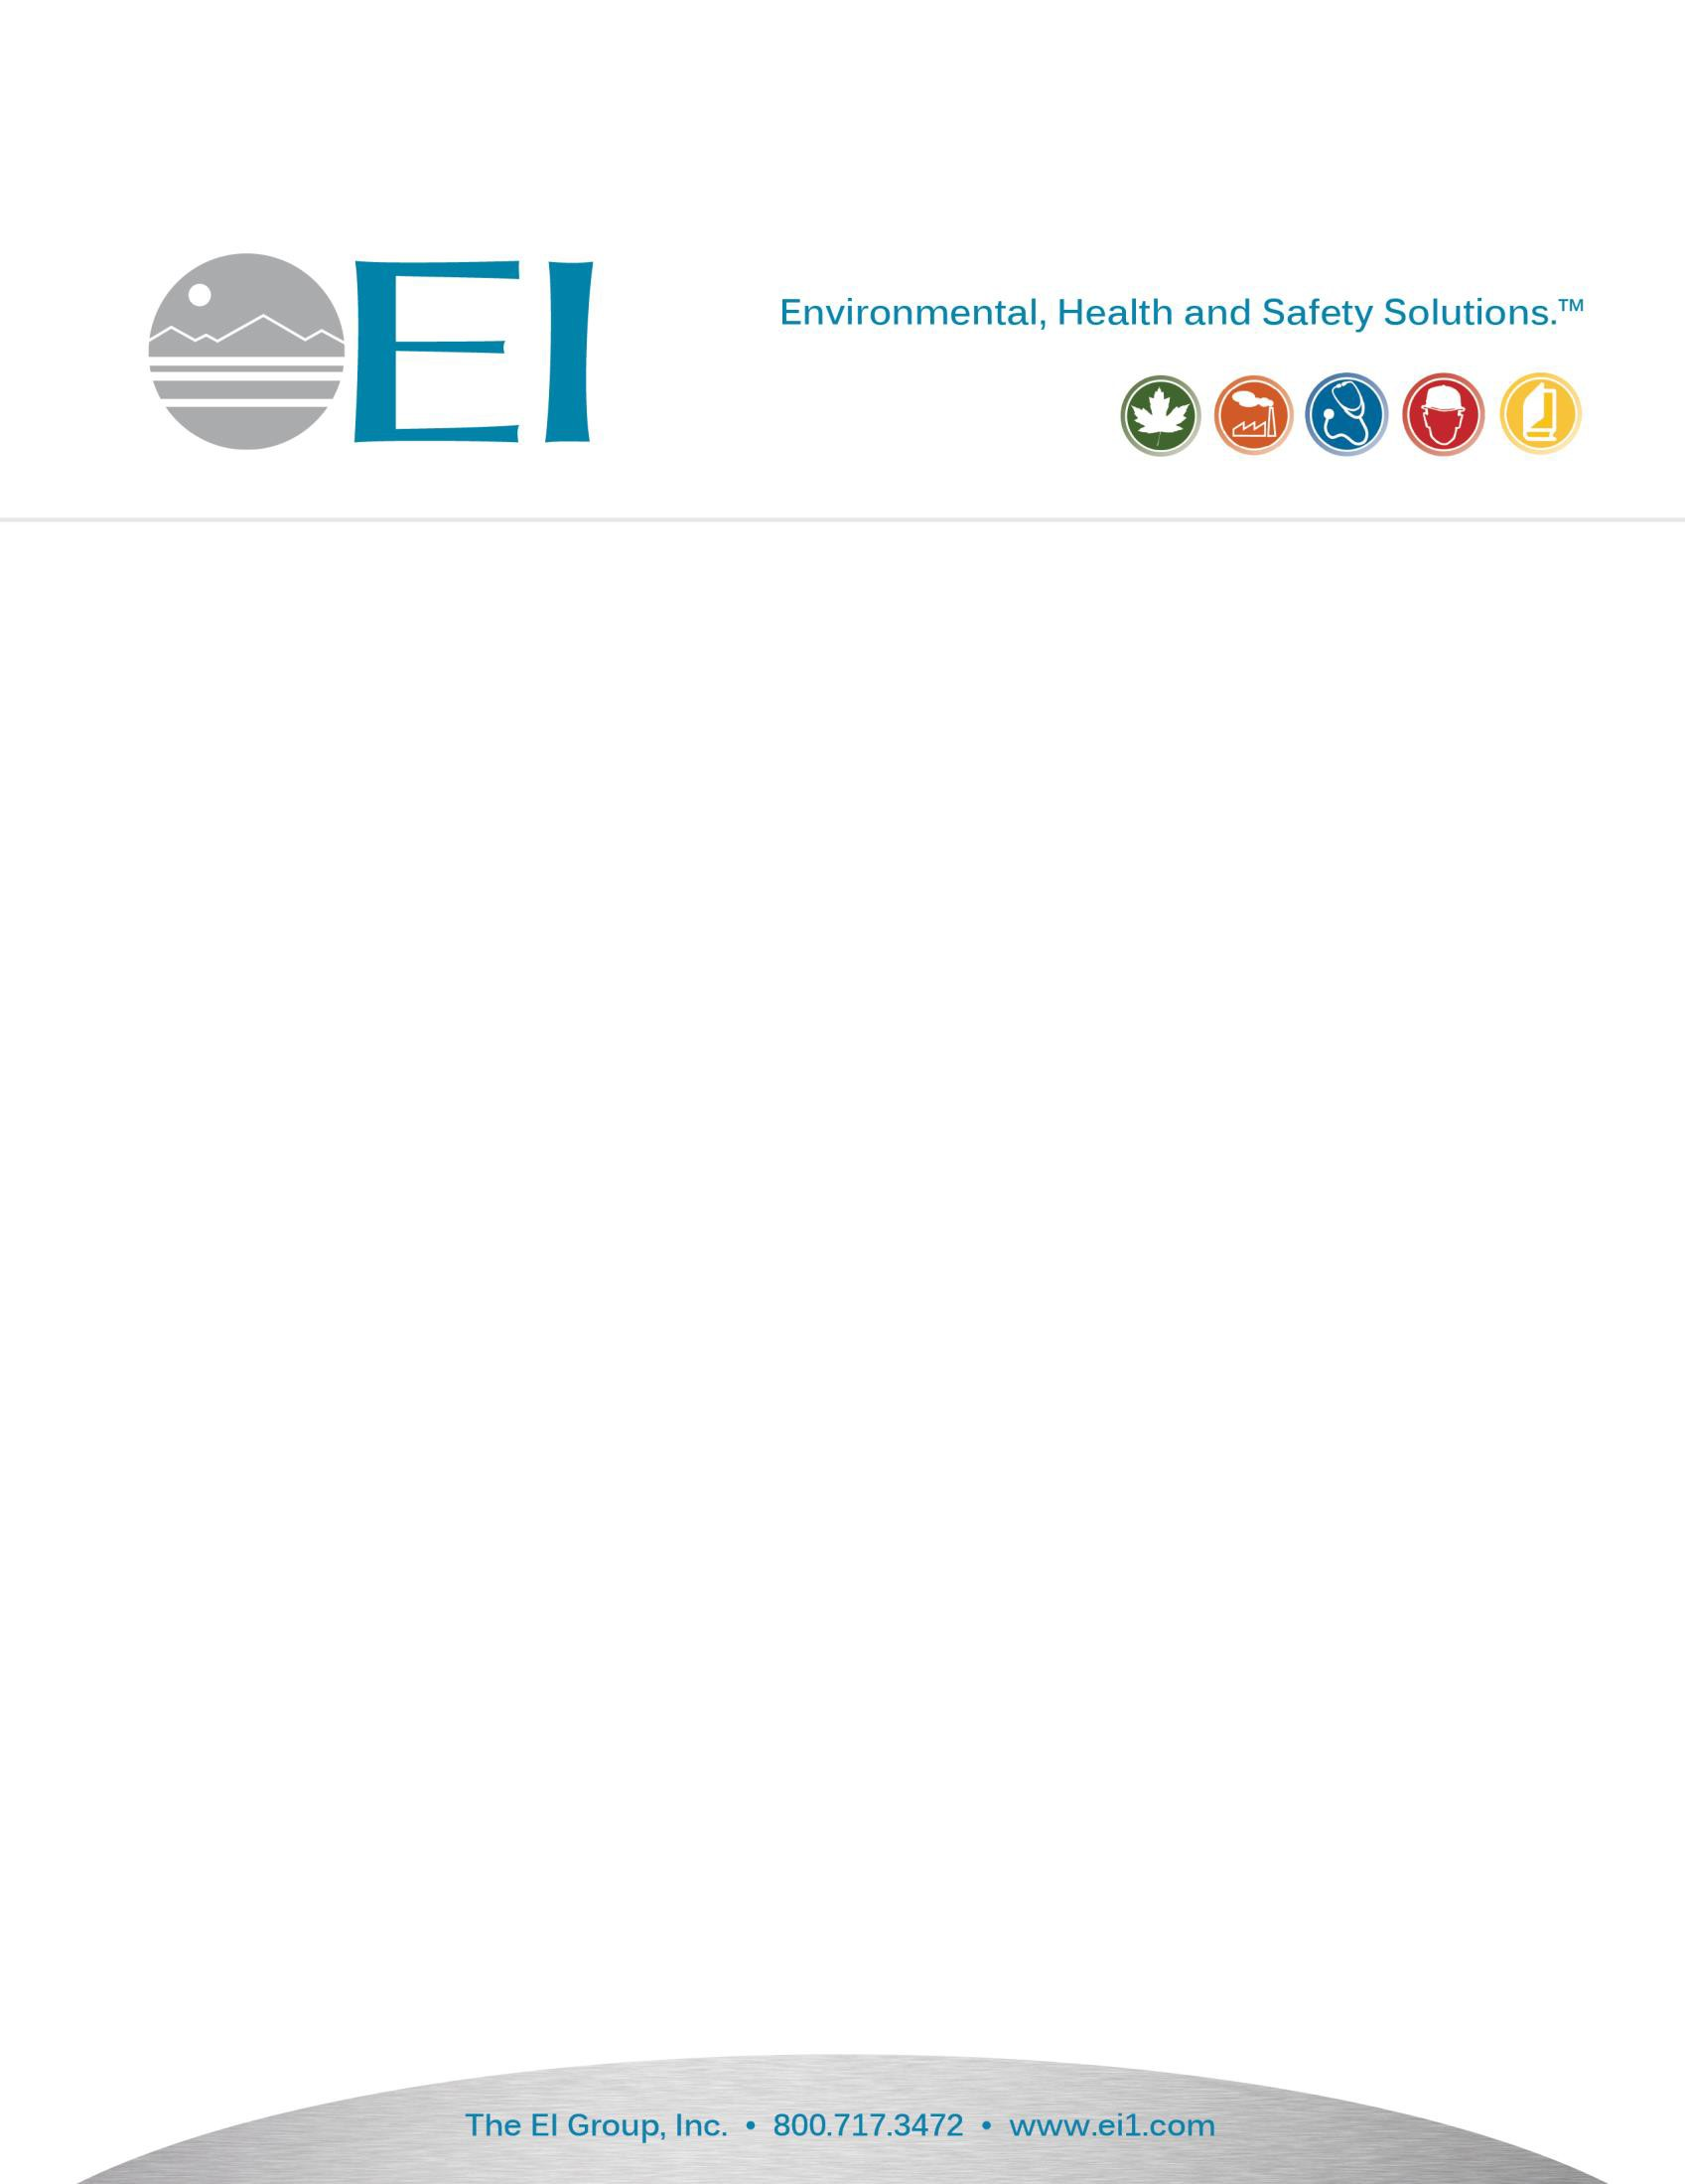 EI
Environmental, Health and Safety Solutions.™
The EI Group, Inc. • 800.717.3472 • www.ei1.com